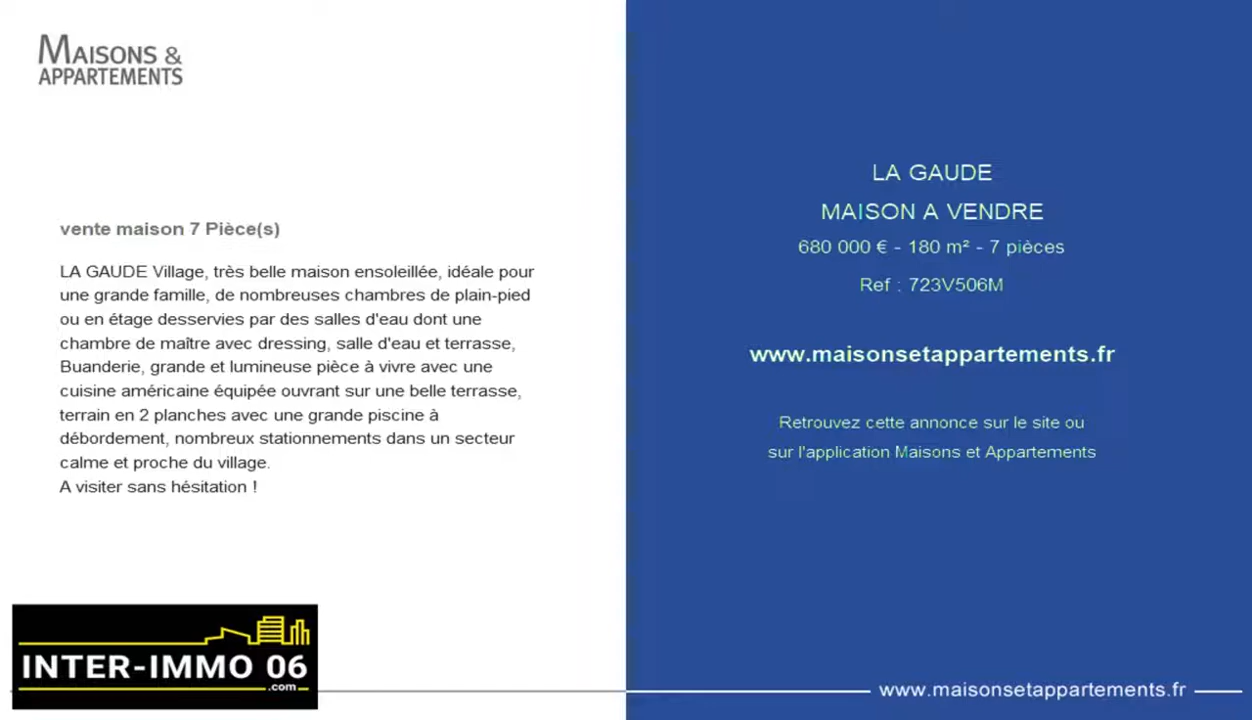 MAISONS &
APPARTEMENTS
vente maison 7 Pièce(s)
LA GAUDE Village, très belle maison ensoleillée, idéale pour
une grande famille, de nombreuses chambres de plain-pied
ou en étage desservies par des salles d'eau dont une
chambre de maître avec dressing, salle d'eau et terrasse,
Buanderie, grande et lumineuse pièce à vivre avec une
cuisine américaine équipée ouvrant sur une belle terrasse,
terrain en 2 planches avec une grande piscine à
débordement, nombreux stationnements dans un secteur
calme et proche du village.
A visiter sans hésitation !
INTER-IMMO 06
.com
LA GAUDE
MAISON A VENDRE
680 000 € - 180 m² - 7 pièces
Ref : 723V506M
www.maisonsetappartements.fr
Retrouvez cette annonce sur le site ou
sur l'application Maisons et Appartements
www.maisonsetappartements.fr